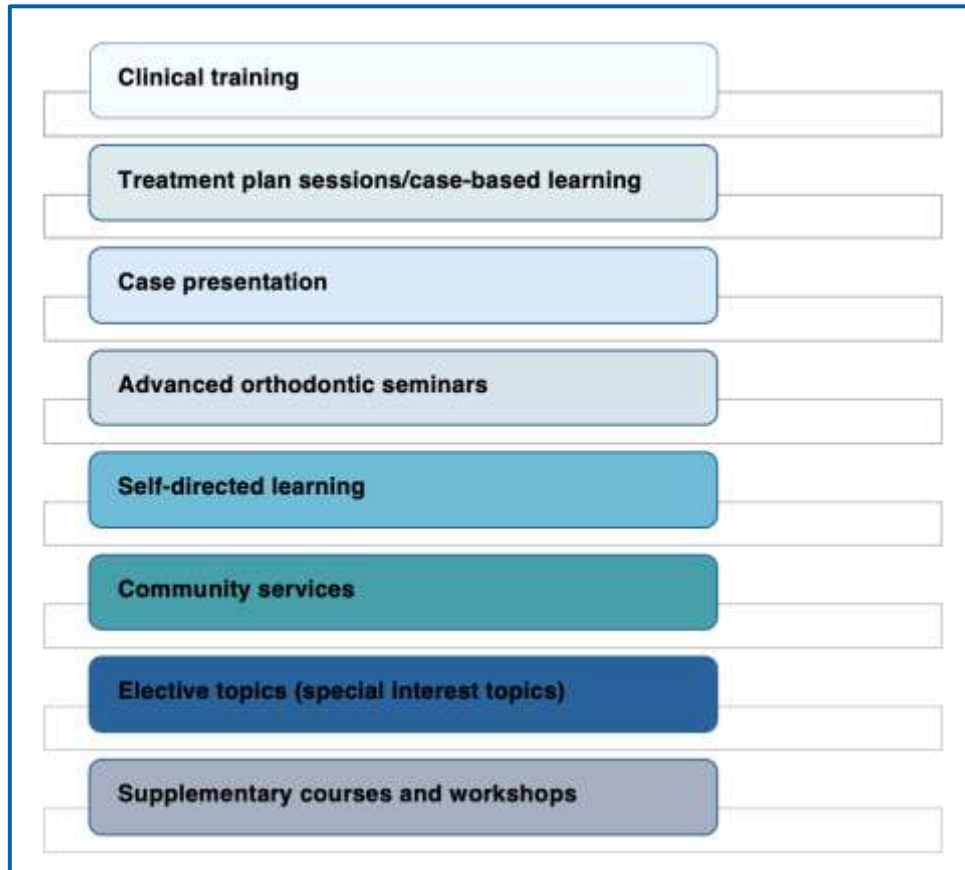 Clinical training
Treatment plan sessions/case-based learning
Case presentation
Advanced orthodontic seminars
Self-directed learning
Community services
Elective topics (special interest topics)
Supplementary courses and workshops